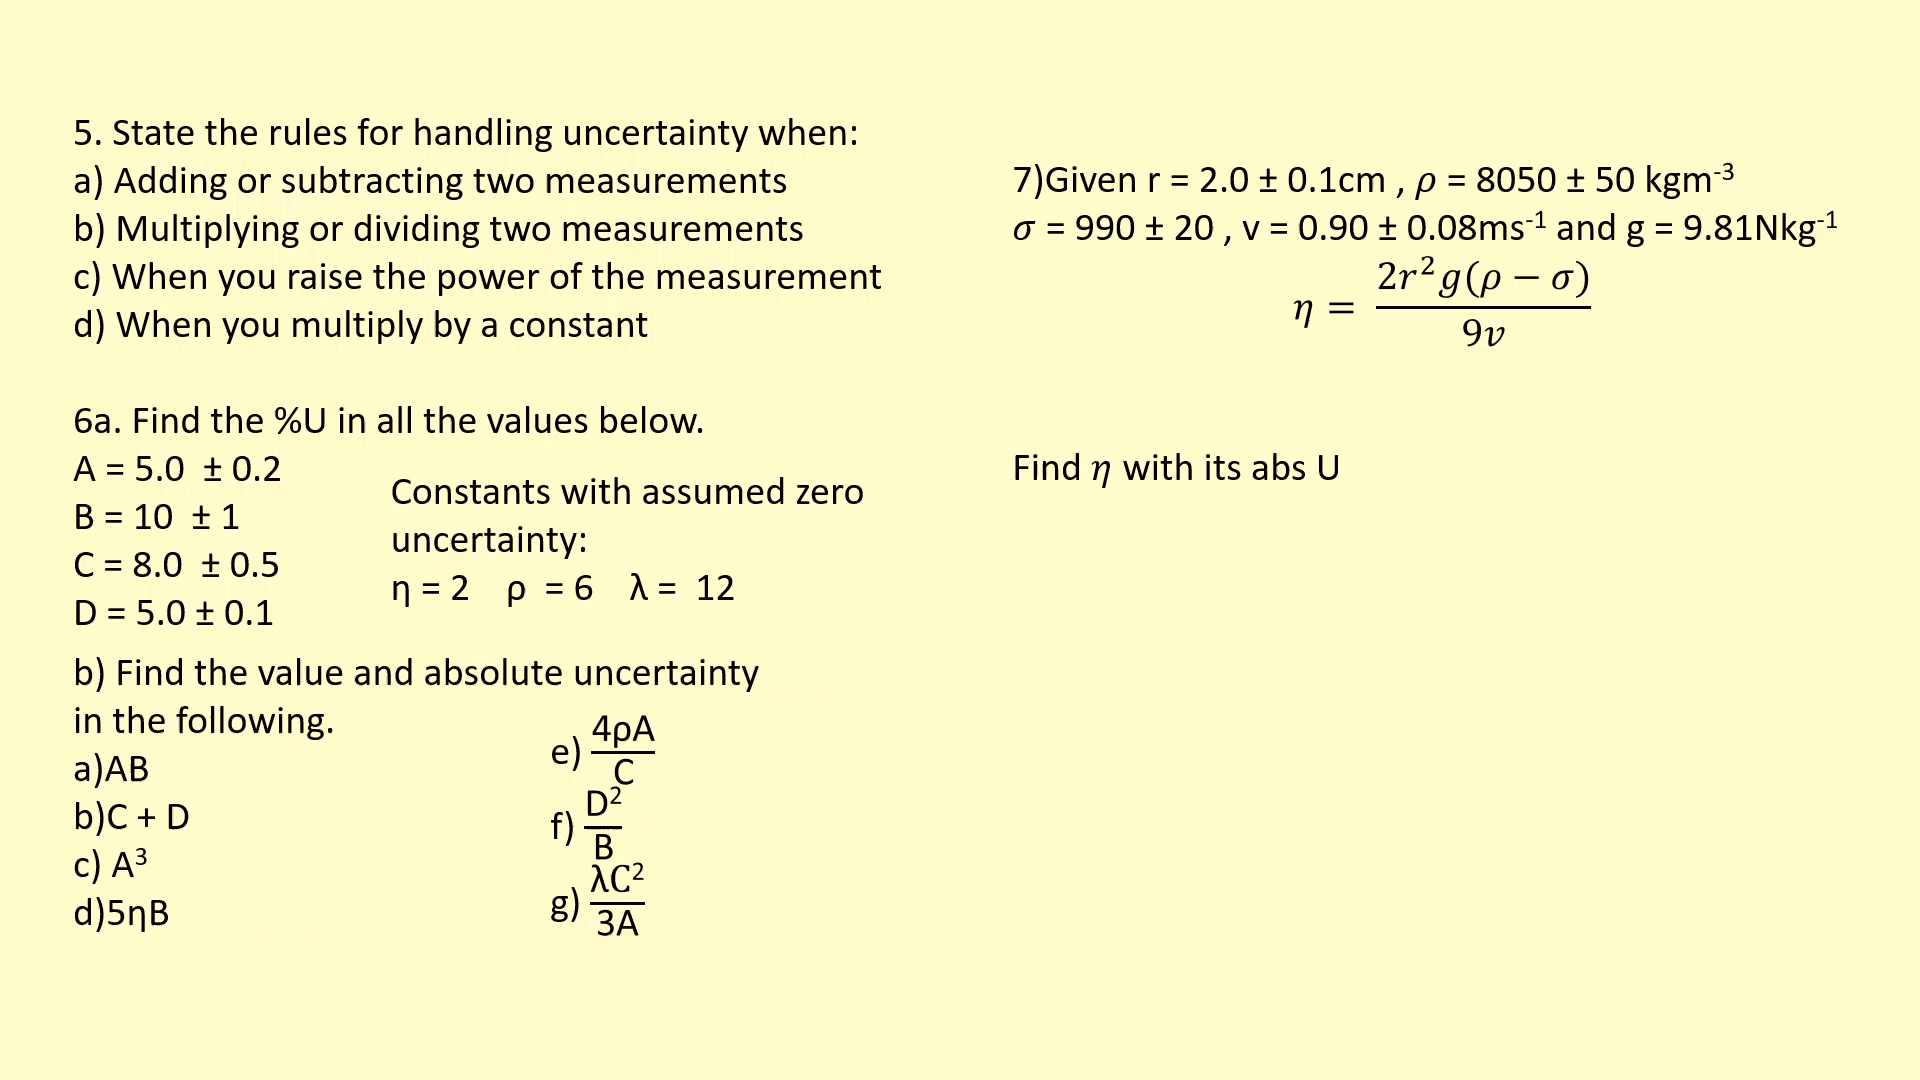 5. State the rules for handling uncertainty when:
a) Adding or subtracting two measurements
b) Multiplying or dividing two measurements
c) When you raise the power of the measurement
d) When you multiply by a constant
6a. Find the %U in all the values below.
A = 5.0 ± 0.2
B = 10 ± 1
C = 8.0 ± 0.5
D = 5.0 ± 0.1
Constants with assumed zero
uncertainty:
η = 2 ρ = 6 λ = 12
b) Find the value and absolute uncertainty
in the following.
a)AB
b)C + D
c) A³
d)5ηB
e) 4ρA/C
f) D²/B
g) λC²/3A
7)Given r = 2.0 ± 0.1cm , ρ = 8050 ± 50 kgm⁻³
σ = 990 ± 20 , v = 0.90 ± 0.08ms⁻¹ and g = 9.81Nkg⁻¹
η = 2r²g(ρ − σ)/9v
Find η with its abs U